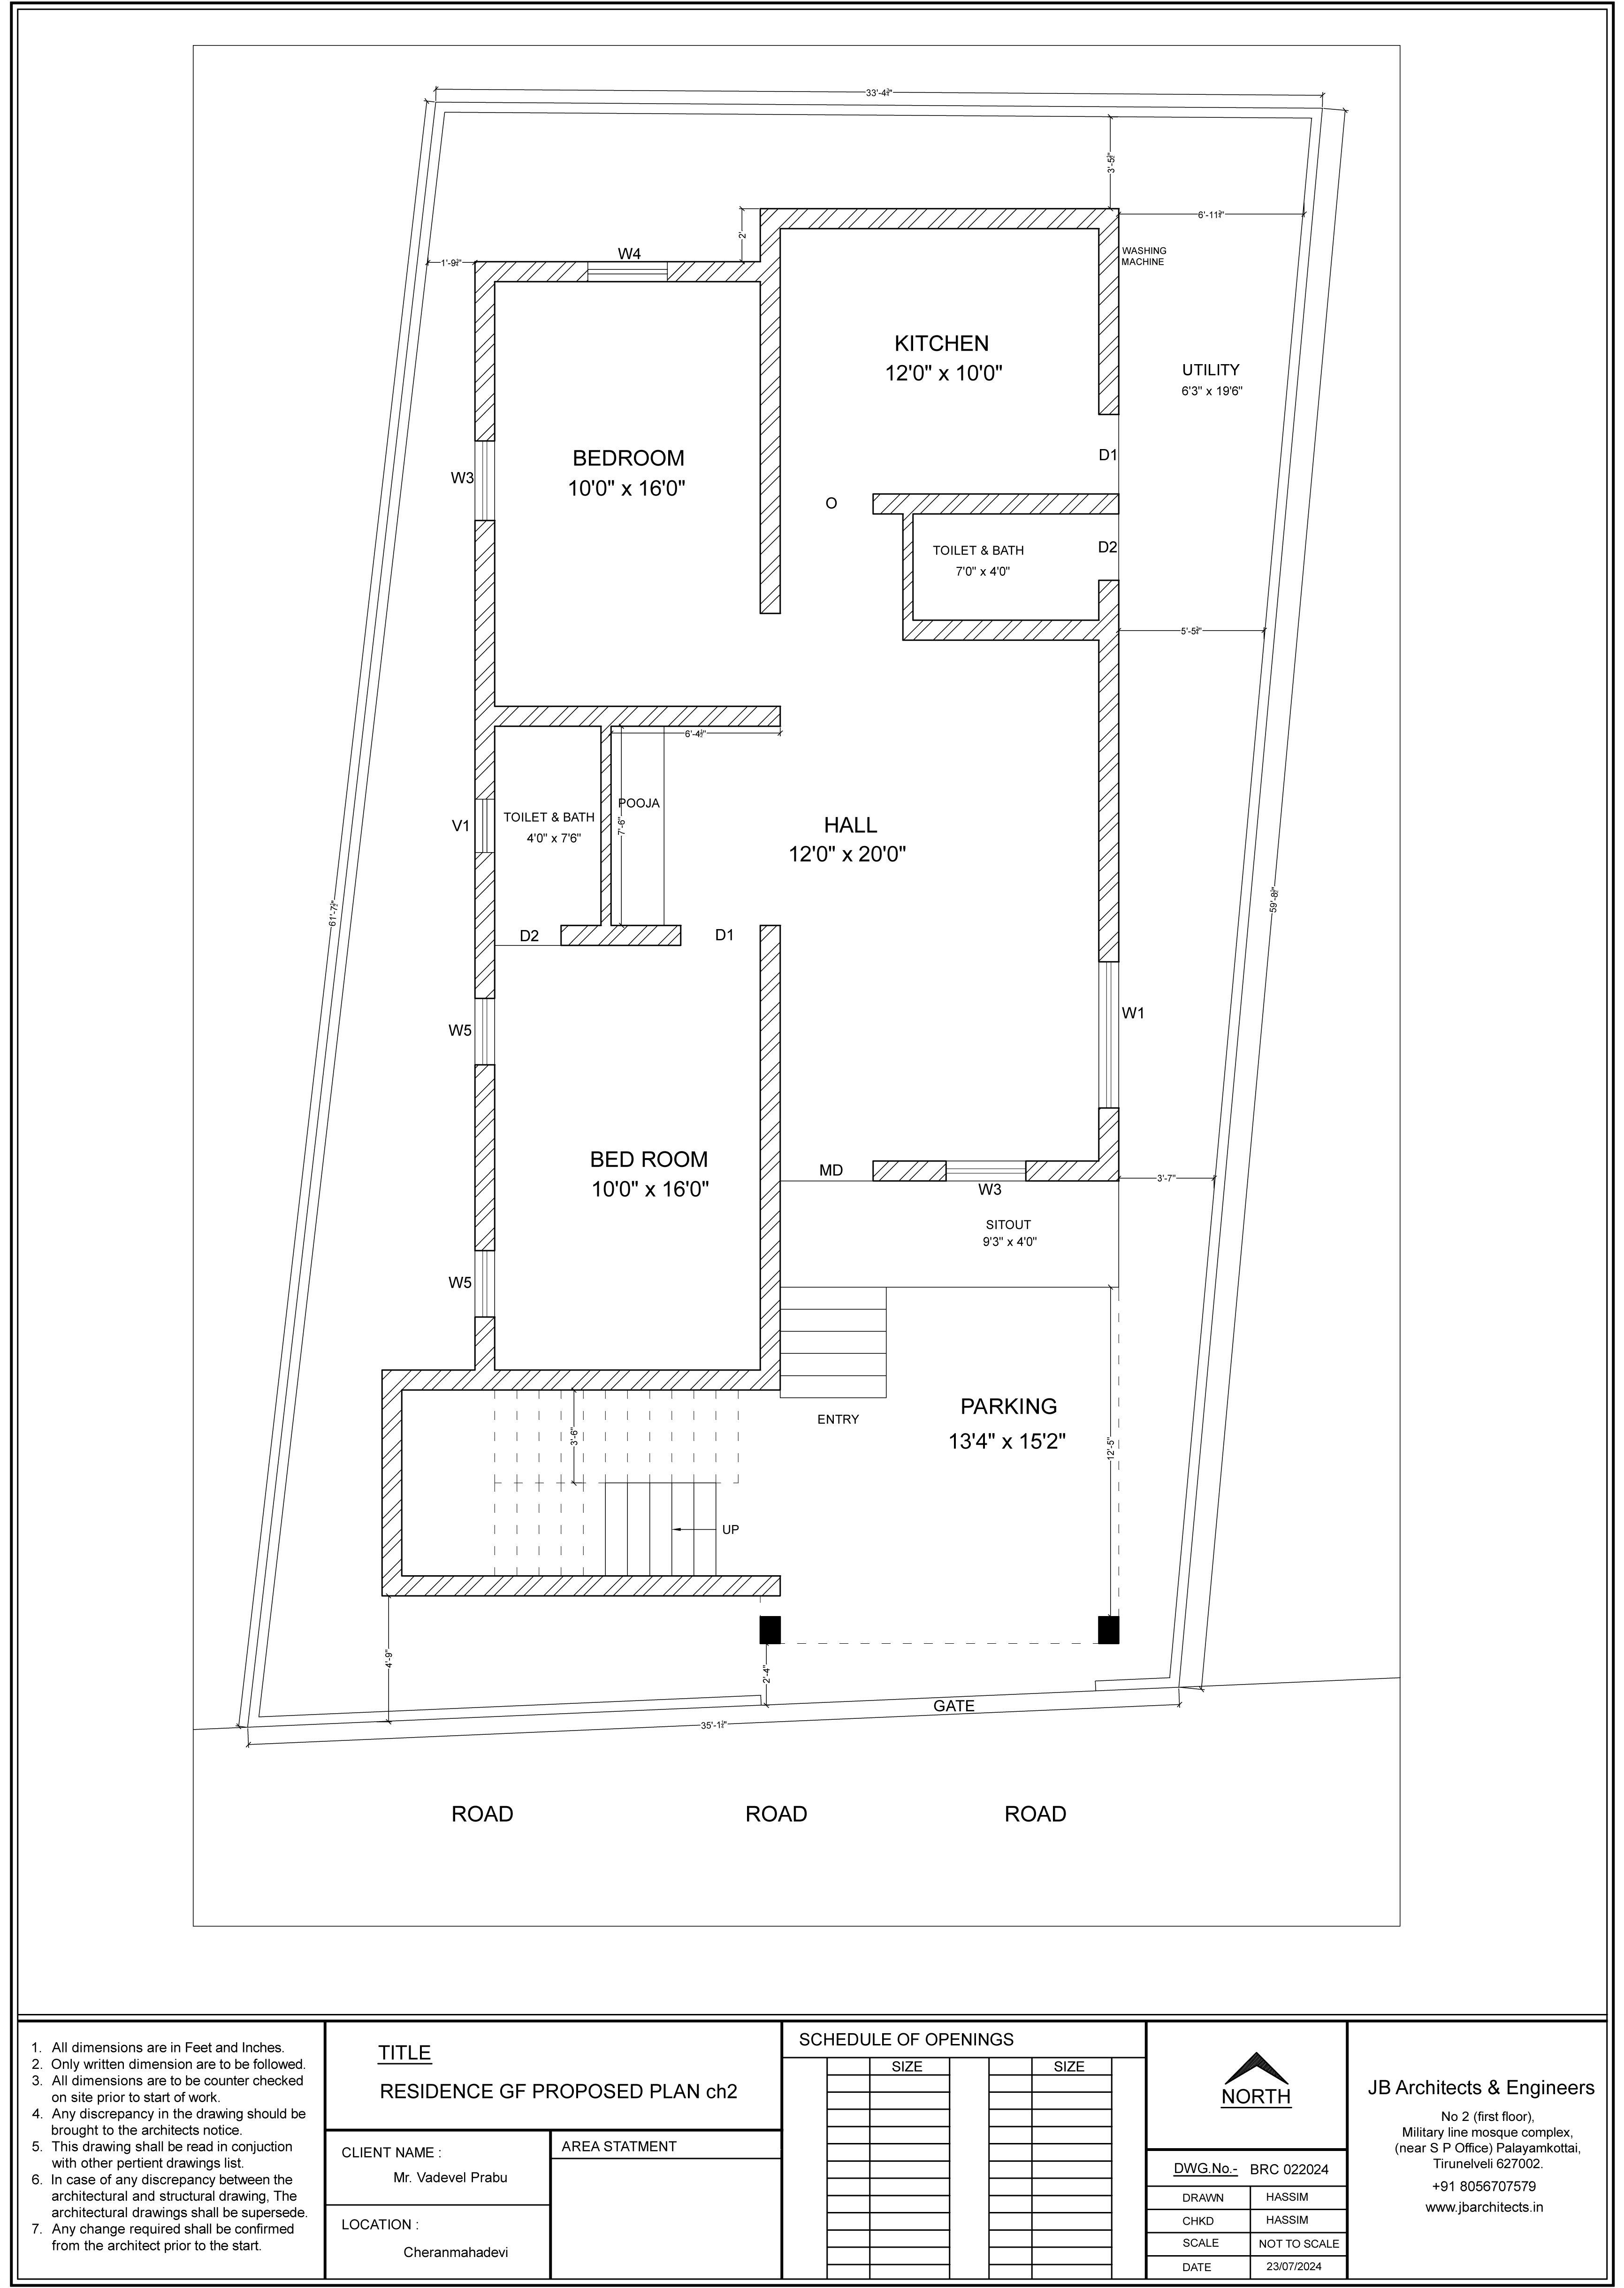 33'-4¾"
3'-5¾"
6'-11¾"
2'
1'-9¾"
W4
WASHING
MACHINE
KITCHEN
12'0" x 10'0"
UTILITY
6'3" x 19'6"
BEDROOM
10'0" x 16'0"
W3
D1
O
TOILET & BATH
7'0" x 4'0"
D2
5'-5¾"
6'-4½"
POOJA
7'-6"
TOILET & BATH
4'0" x 7'6"
V1
HALL
12'0" x 20'0"
61'-7½"
59'-8¾"
D2
D1
W5
W1
BED ROOM
10'0" x 16'0"
MD
W3
3'-7"
SITOUT
9'3" x 4'0"
W5
ENTRY
PARKING
13'4" x 15'2"
3'-6"
12'-5"
UP
4'-9"
2'-4"
GATE
35'-1½"
ROAD ROAD ROAD
1. All dimensions are in Feet and Inches.
2. Only written dimension are to be followed.
3. All dimensions are to be counter checked
on site prior to start of work.
4. Any discrepancy in the drawing should be
brought to the architects notice.
5. This drawing shall be read in conjuction
with other pertient drawings list.
6. In case of any discrepancy between the
architectural and structural drawing, The
architectural drawings shall be supersede.
7. Any change required shall be confirmed
from the architect prior to the start.
TITLE
RESIDENCE GF PROPOSED PLAN ch2
CLIENT NAME :
Mr. Vadevel Prabu
LOCATION :
Cheranmahadevi
AREA STATMENT
SCHEDULE OF OPENINGS
SIZE SIZE
NORTH
DWG.No.- BRC 022024
DRAWN HASSIM
CHKD HASSIM
SCALE NOT TO SCALE
DATE 23/07/2024
JB Architects & Engineers
No 2 (first floor),
Military line mosque complex,
(near S P Office) Palayamkottai,
Tirunelveli 627002.
+91 8056707579
www.jbarchitects.in